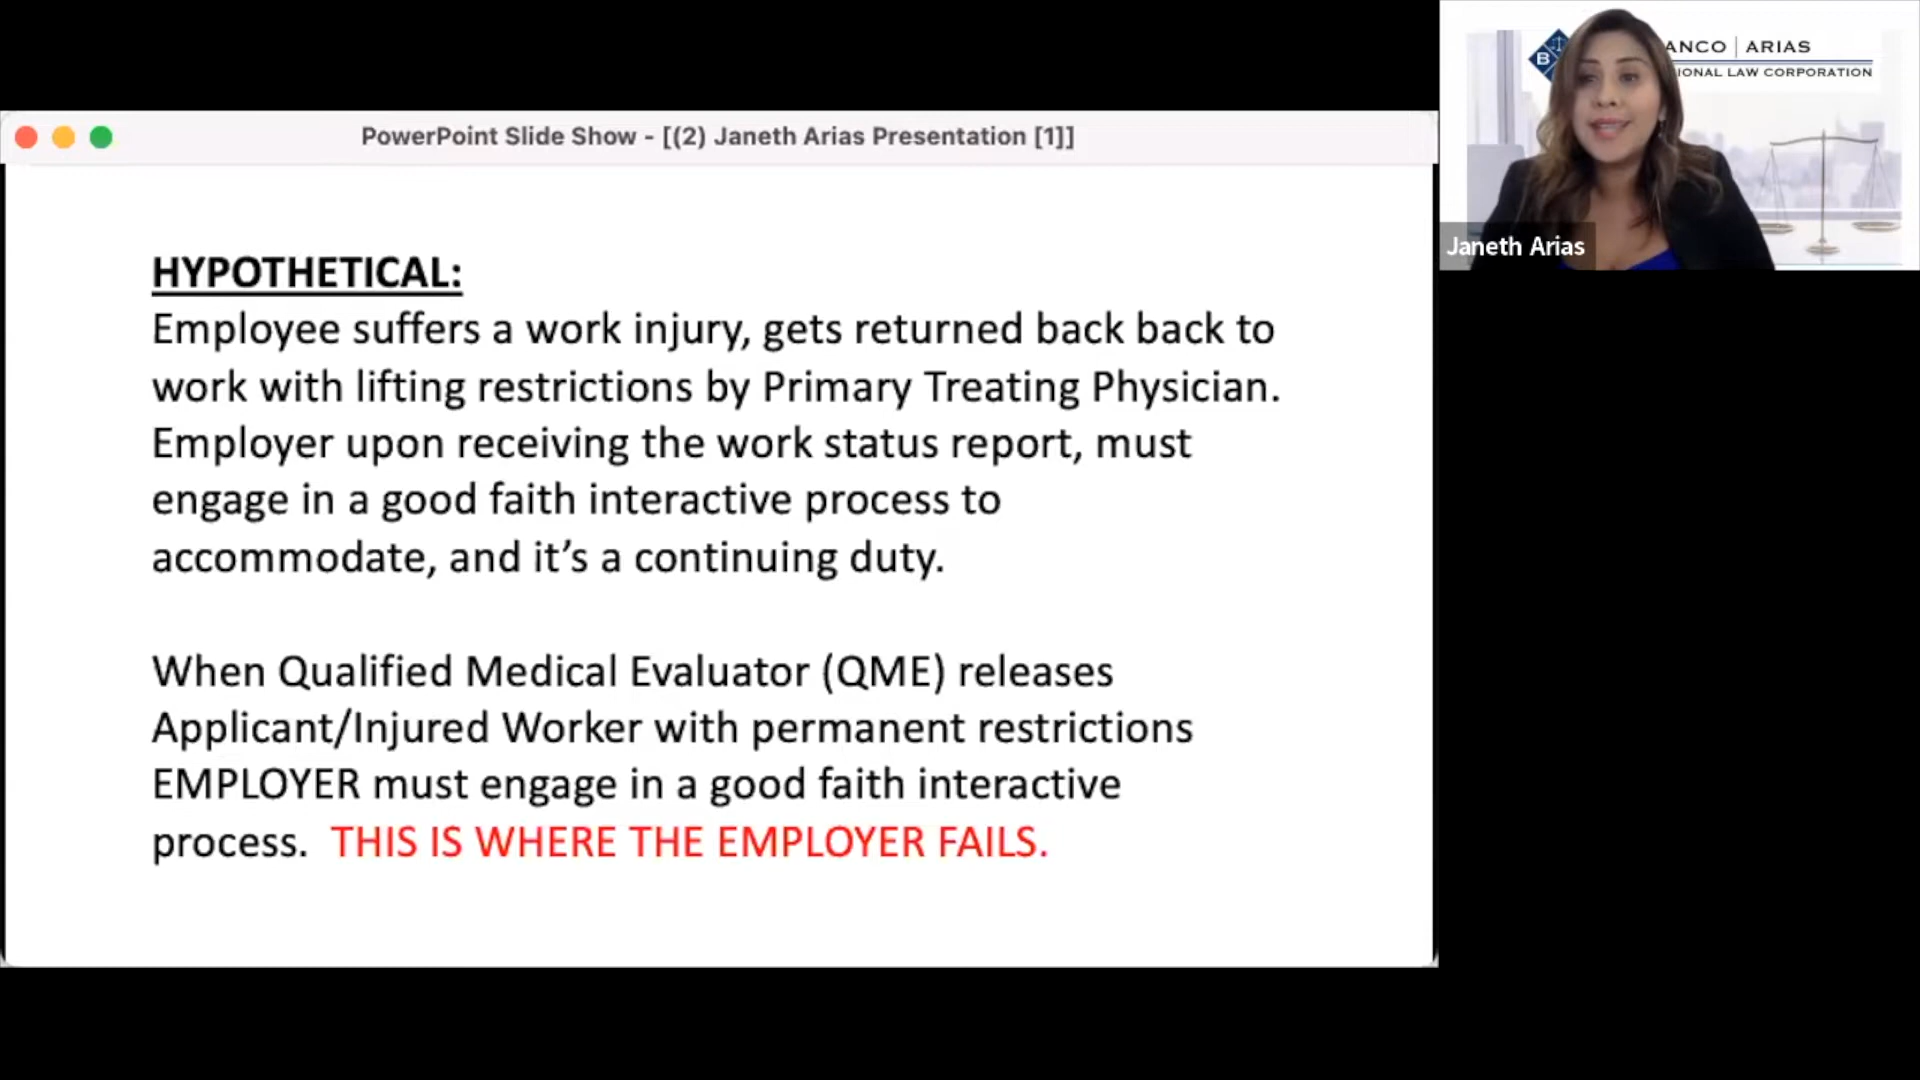 PowerPoint Slide Show - [(2) Janeth Arias Presentation [1]]
HYPOTHETICAL:
Employee suffers a work injury, gets returned back back to
work with lifting restrictions by Primary Treating Physician.
Employer upon receiving the work status report, must
engage in a good faith interactive process to
accommodate, and it’s a continuing duty.
When Qualified Medical Evaluator (QME) releases
Applicant/Injured Worker with permanent restrictions
EMPLOYER must engage in a good faith interactive
process. THIS IS WHERE THE EMPLOYER FAILS.
B
ANCO | ARIAS
IONAL LAW CORPORATION
Janeth Arias